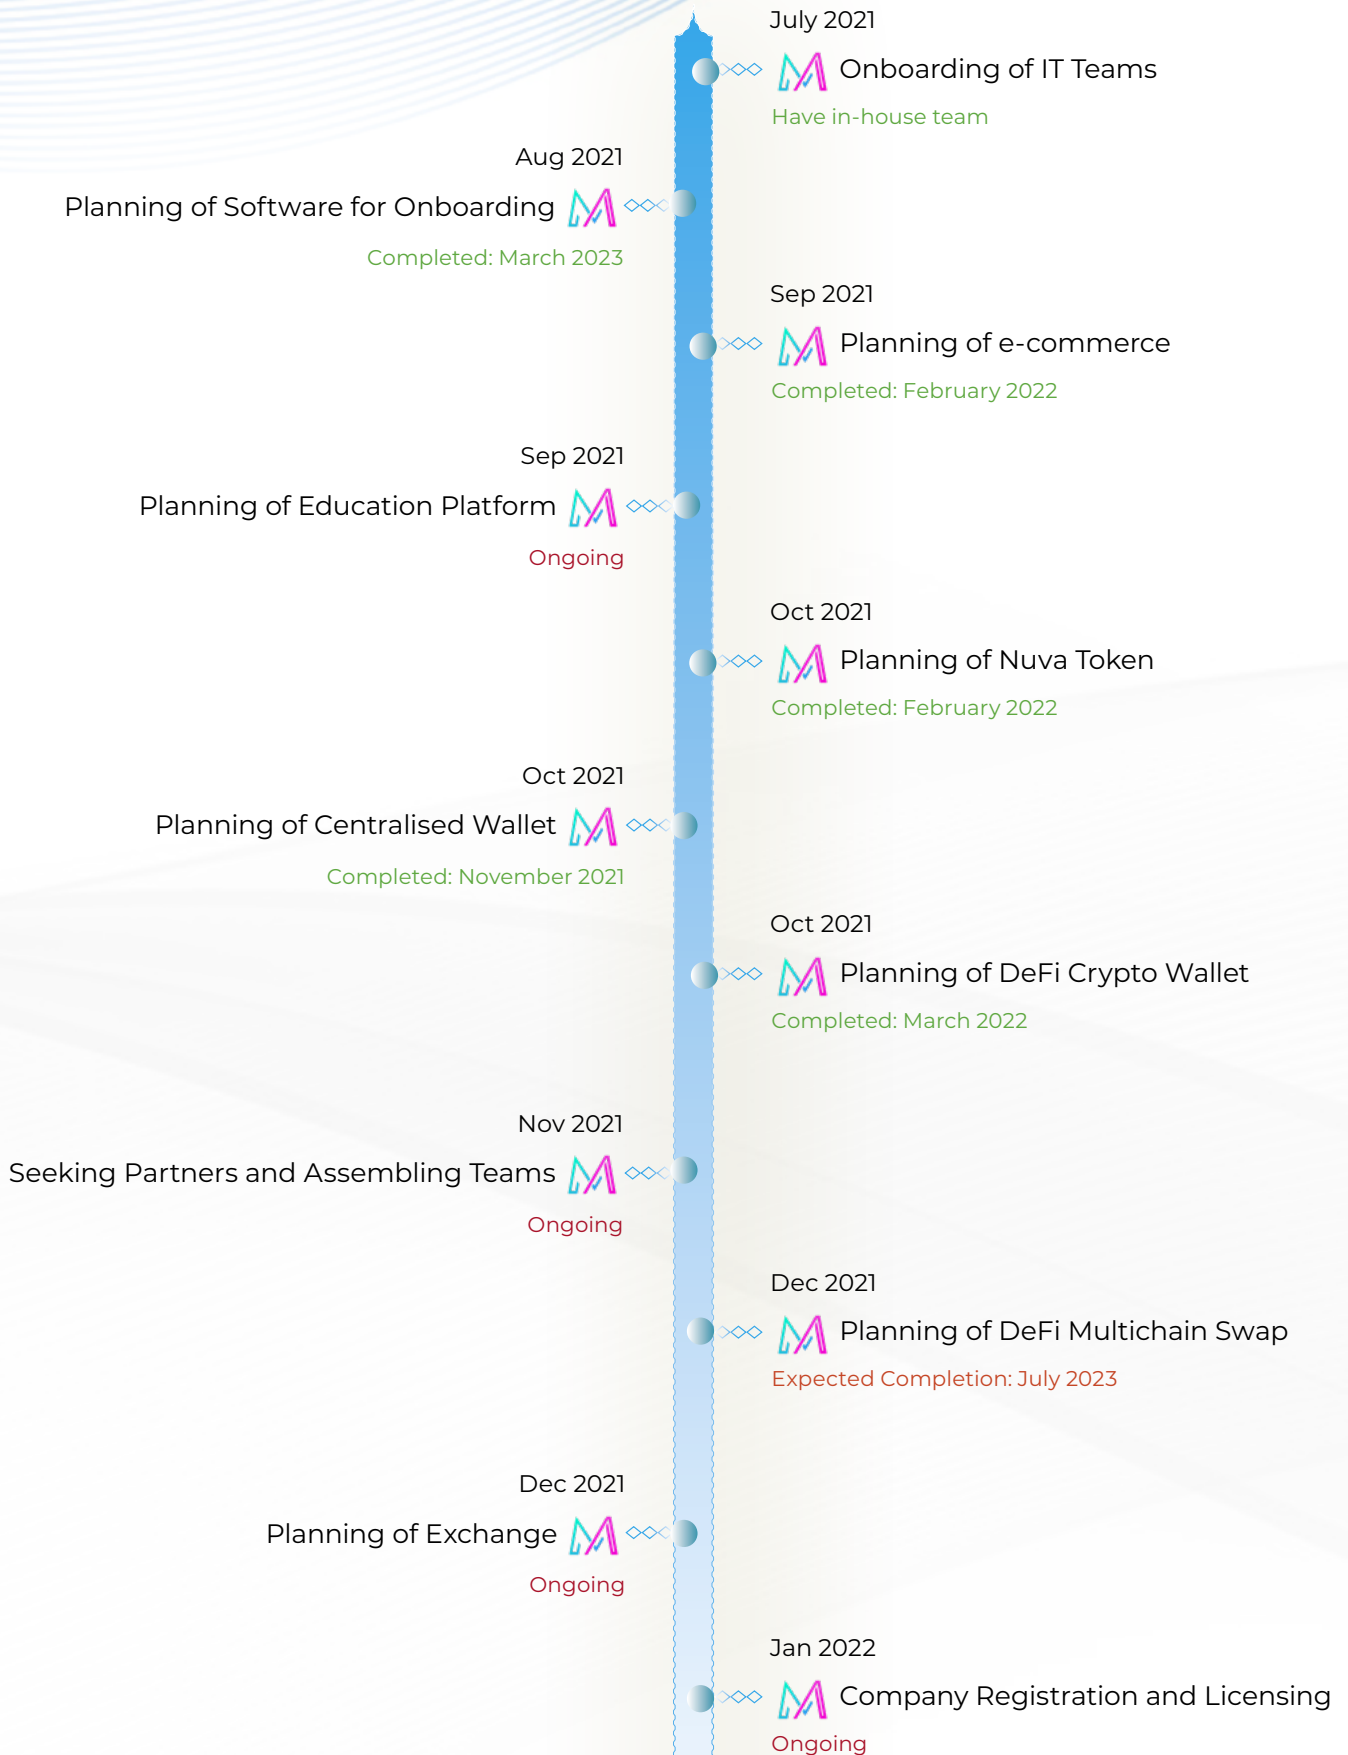 July 2021
Onboarding of IT Teams
Have in-house team
Aug 2021
Planning of Software for Onboarding
Completed: March 2023
Sep 2021
Planning of e-commerce
Completed: February 2022
Sep 2021
Planning of Education Platform
Ongoing
Oct 2021
Planning of Nuva Token
Completed: February 2022
Oct 2021
Planning of Centralised Wallet
Completed: November 2021
Oct 2021
Planning of DeFi Crypto Wallet
Completed: March 2022
Nov 2021
Seeking Partners and Assembling Teams
Ongoing
Dec 2021
Planning of DeFi Multichain Swap
Expected Completion: July 2023
Dec 2021
Planning of Exchange
Ongoing
Jan 2022
Company Registration and Licensing
Ongoing